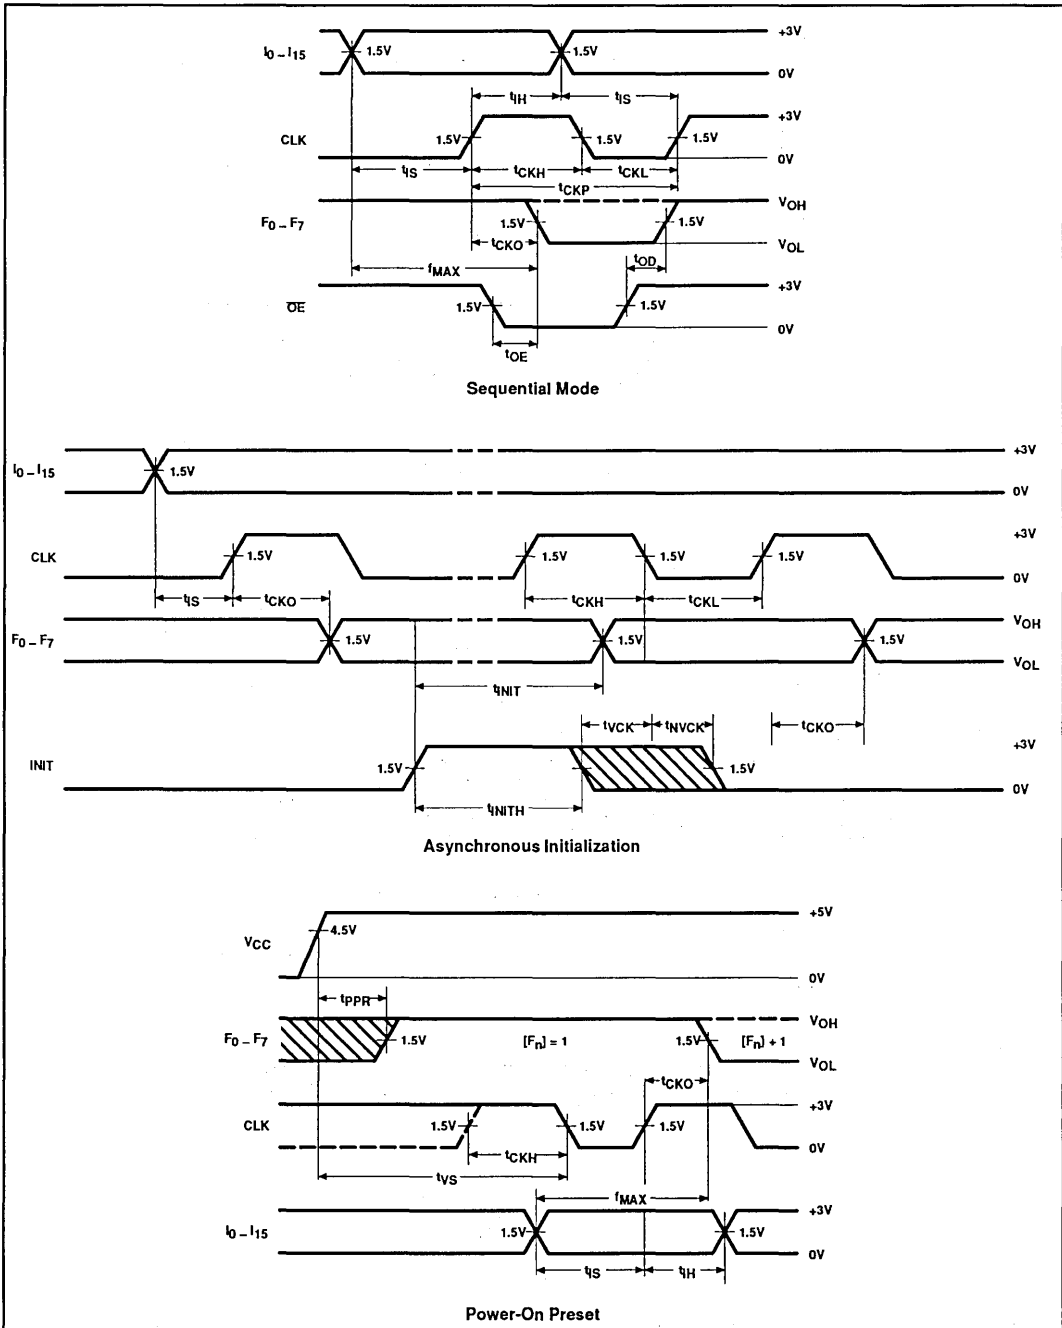 I0 – I15
1.5V
1.5V
+3V
0V
tIH
tIS
CLK
1.5V
1.5V
1.5V
+3V
0V
tIS
tCKH
tCKL
tCKP
F0 – F7
1.5V
1.5V
VOH
VOL
tCKO
tOD
fMAX
OE
1.5V
1.5V
+3V
0V
tOE
Sequential Mode
I0 – I15
1.5V
+3V
0V
CLK
1.5V
1.5V
1.5V
1.5V
+3V
0V
tIS
tCKO
tCKH
tCKL
F0 – F7
1.5V
1.5V
1.5V
VOH
VOL
tINIT
tVCK
tNVCK
tCKO
INIT
1.5V
1.5V
+3V
0V
tINITH
Asynchronous Initialization
VCC
4.5V
+5V
0V
tPPR
F0 – F7
1.5V
[Fn] = 1
1.5V
[Fn] + 1
VOH
VOL
tCKO
CLK
1.5V
1.5V
1.5V
+3V
0V
tCKH
tVS
fMAX
I0 – I15
1.5V
1.5V
+3V
0V
tIS
tIH
Power-On Preset